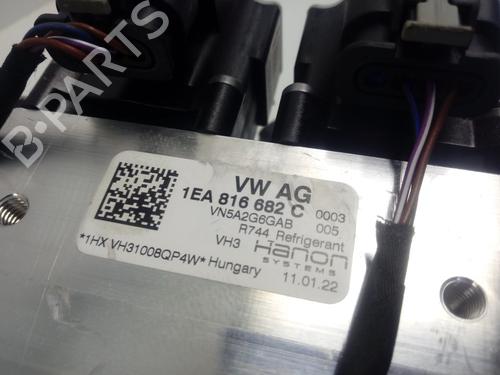 B-PARTS
VW AG
1EA 816 682 C 0003
VN5A2G6GAB 005
R744 Refrigerant
VH3 Hanon
SYSTEMS
*1HX VH31008QP4W* Hungary 11.01.22